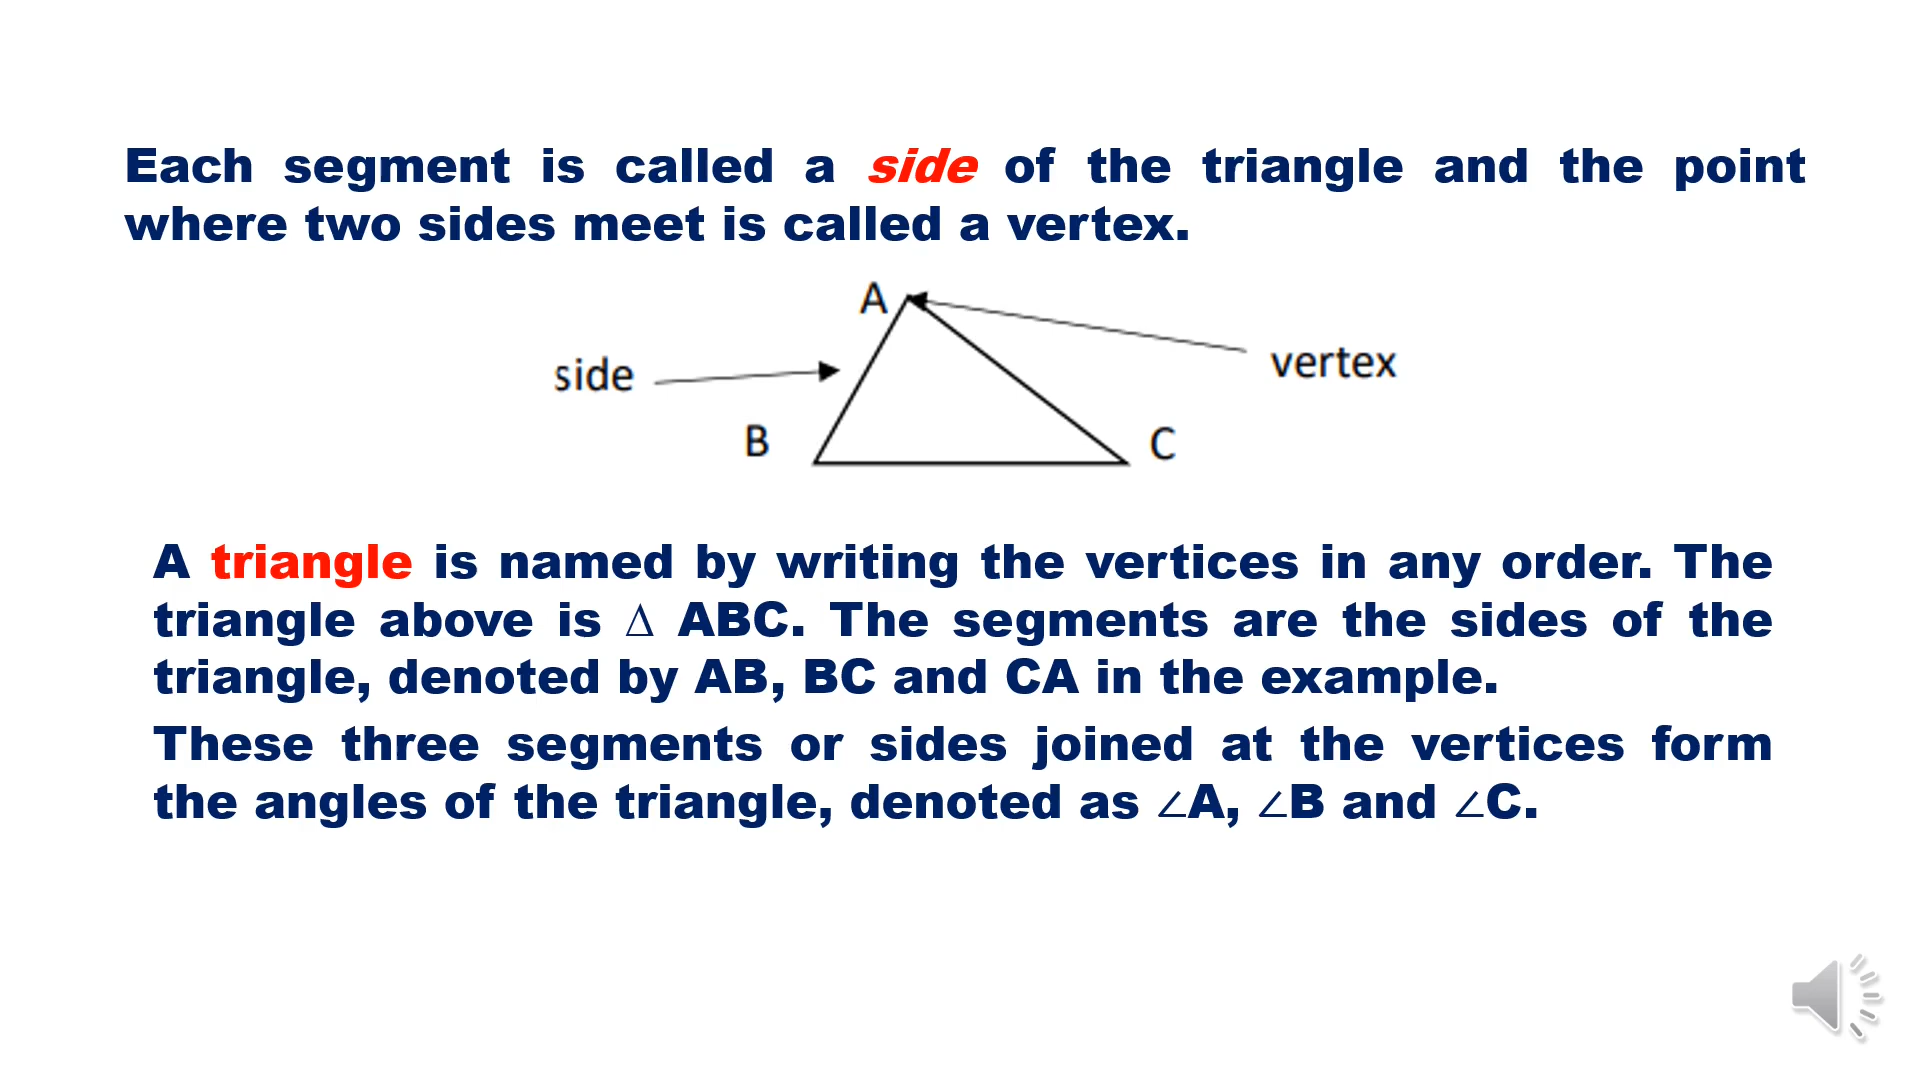 Each segment is called a side of the triangle and the point
where two sides meet is called a vertex.
A
side
vertex
B
C
A triangle is named by writing the vertices in any order. The
triangle above is ∆ ABC. The segments are the sides of the
triangle, denoted by AB, BC and CA in the example.
These three segments or sides joined at the vertices form
the angles of the triangle, denoted as ∠A, ∠B and ∠C.